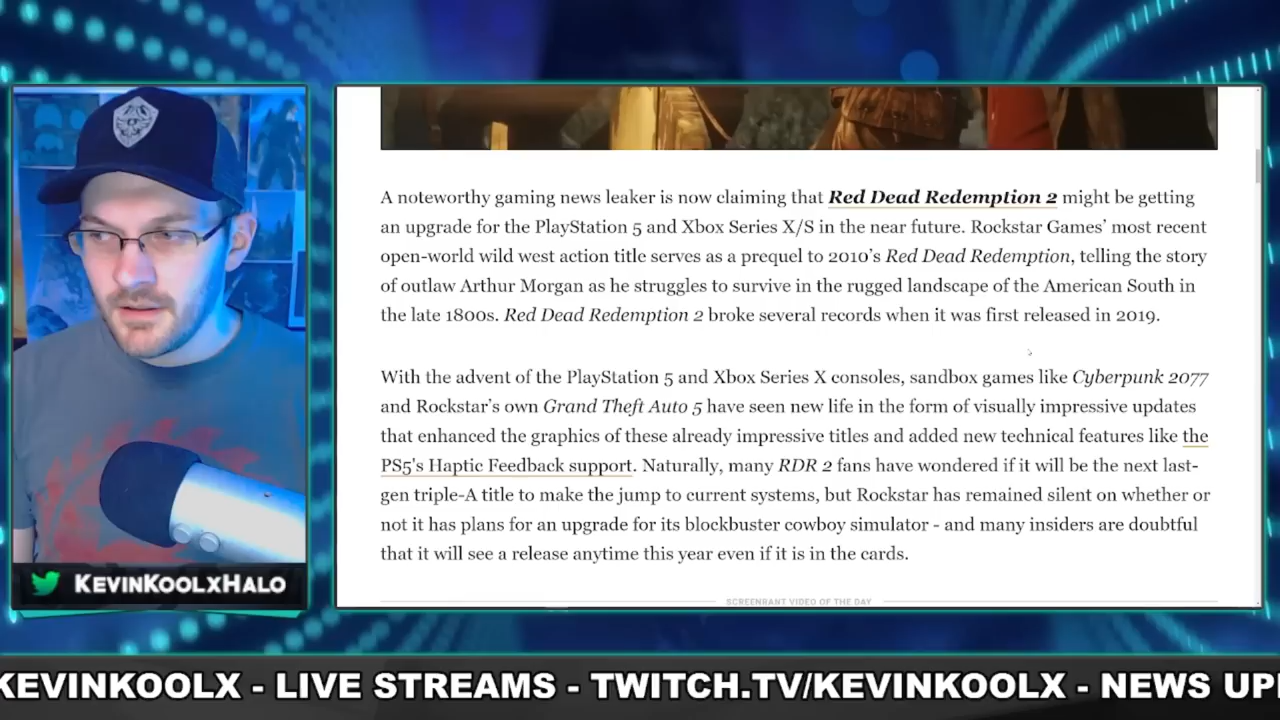 A noteworthy gaming news leaker is now claiming that Red Dead Redemption 2 might be getting
an upgrade for the PlayStation 5 and Xbox Series X/S in the near future. Rockstar Games' most recent
open-world wild west action title serves as a prequel to 2010's Red Dead Redemption, telling the story
of outlaw Arthur Morgan as he struggles to survive in the rugged landscape of the American South in
the late 1800s. Red Dead Redemption 2 broke several records when it was first released in 2019.
With the advent of the PlayStation 5 and Xbox Series X consoles, sandbox games like Cyberpunk 2077
and Rockstar's own Grand Theft Auto 5 have seen new life in the form of visually impressive updates
that enhanced the graphics of these already impressive titles and added new technical features like the
PS5's Haptic Feedback support. Naturally, many RDR 2 fans have wondered if it will be the next last-
gen triple-A title to make the jump to current systems, but Rockstar has remained silent on whether or
not it has plans for an upgrade for its blockbuster cowboy simulator - and many insiders are doubtful
that it will see a release anytime this year even if it is in the cards.
SCREENRANT VIDEO OF THE DAY
KEVINKOOLXHALO
KEVINKOOLX - LIVE STREAMS - TWITCH.TV/KEVINKOOLX - NEWS UP